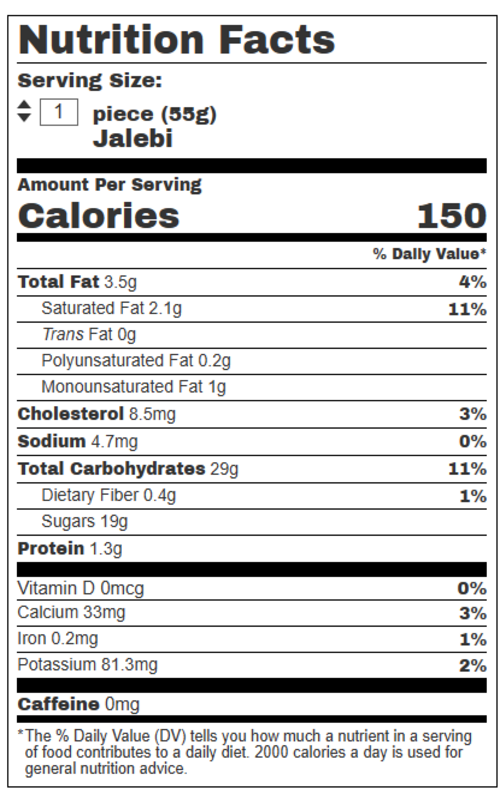 Nutrition Facts
Serving Size:
1 piece (55g)
Jalebi
Amount Per Serving
Calories 150
% Daily Value*
Total Fat 3.5g 4%
Saturated Fat 2.1g 11%
Trans Fat 0g
Polyunsaturated Fat 0.2g
Monounsaturated Fat 1g
Cholesterol 8.5mg 3%
Sodium 4.7mg 0%
Total Carbohydrates 29g 11%
Dietary Fiber 0.4g 1%
Sugars 19g
Protein 1.3g
Vitamin D 0mcg 0%
Calcium 33mg 3%
Iron 0.2mg 1%
Potassium 81.3mg 2%
Caffeine 0mg
*The % Daily Value (DV) tells you how much a nutrient in a serving
of food contributes to a daily diet. 2000 calories a day is used for
general nutrition advice.